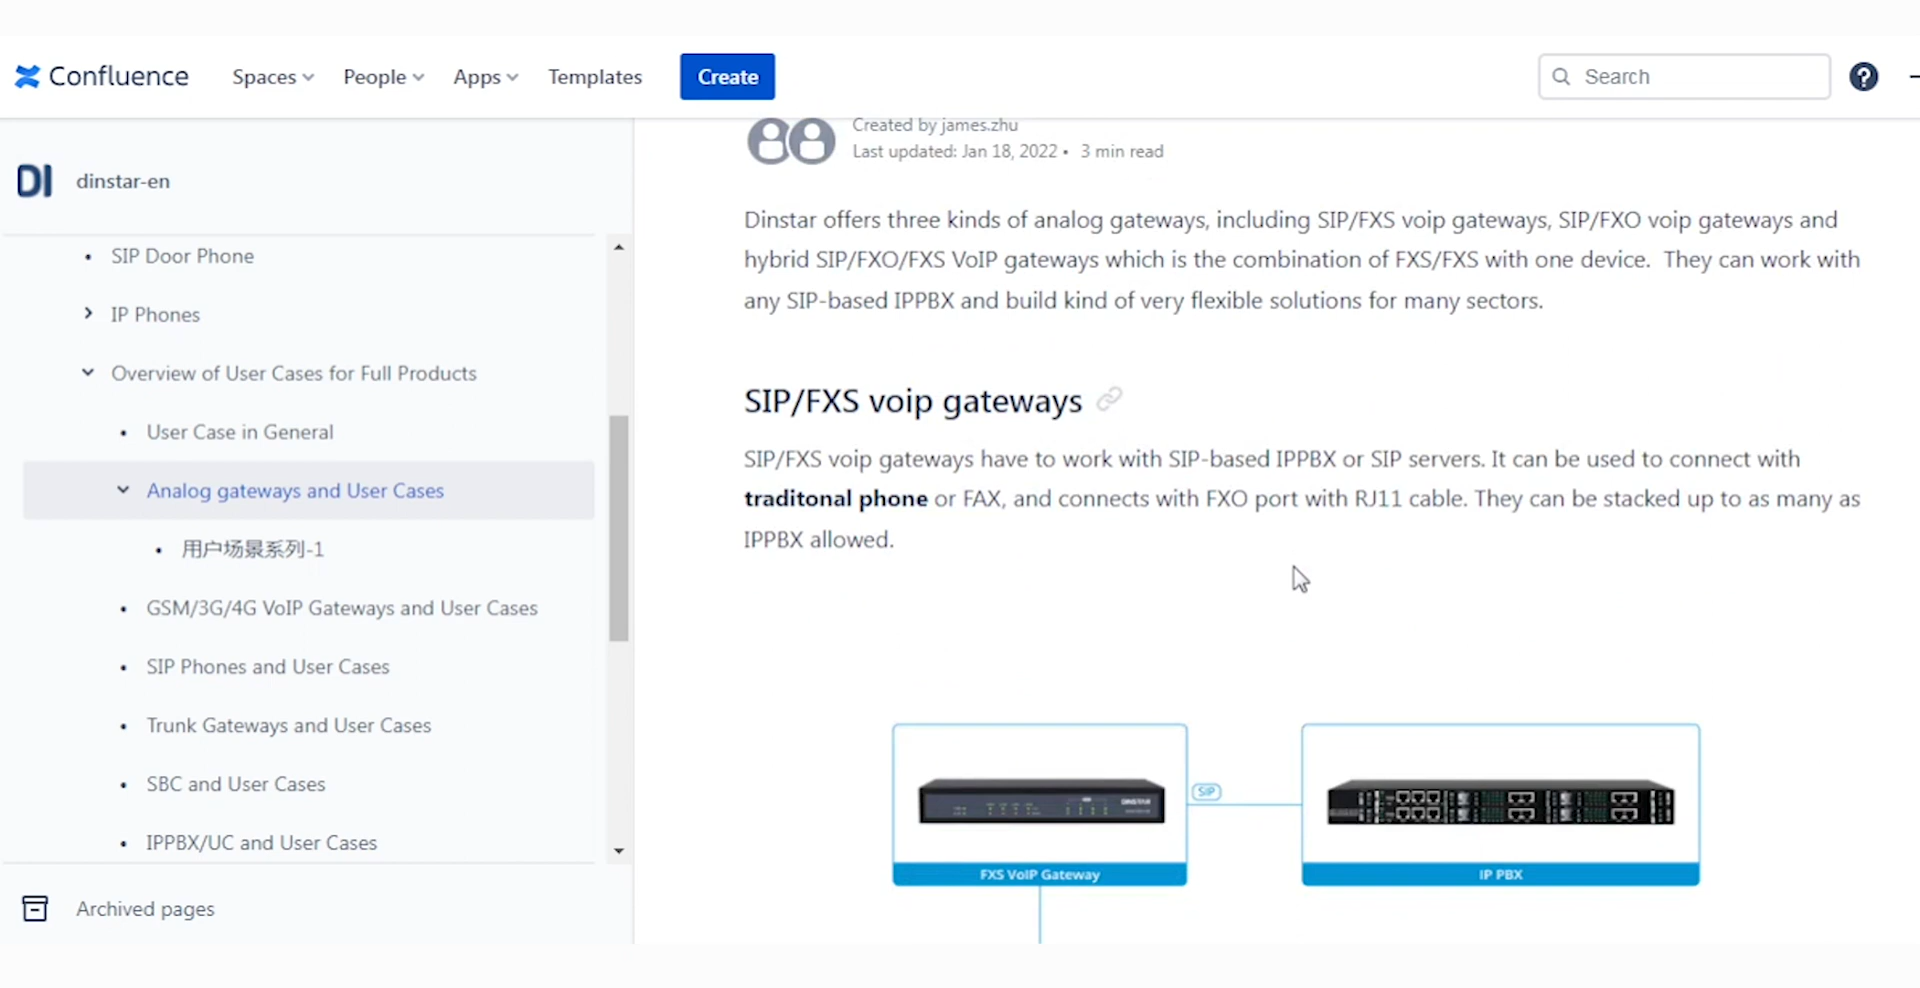 Confluence
Spaces
People
Apps
Templates
Create
Search
?
DI
dinstar-en
SIP Door Phone
IP Phones
Overview of User Cases for Full Products
User Case in General
Analog gateways and User Cases
用户场景系列-1
GSM/3G/4G VoIP Gateways and User Cases
SIP Phones and User Cases
Trunk Gateways and User Cases
SBC and User Cases
IPPBX/UC and User Cases
Archived pages
Created by james.zhu
Last updated: Jan 18, 2022 • 3 min read
Dinstar offers three kinds of analog gateways, including SIP/FXS voip gateways, SIP/FXO voip gateways and
hybrid SIP/FXO/FXS VoIP gateways which is the combination of FXS/FXS with one device. They can work with
any SIP-based IPPBX and build kind of very flexible solutions for many sectors.
SIP/FXS voip gateways
SIP/FXS voip gateways have to work with SIP-based IPPBX or SIP servers. It can be used to connect with
traditonal phone or FAX, and connects with FXO port with RJ11 cable. They can be stacked up to as many as
IPPBX allowed.
DINSTAR
SIP
FXS VoIP Gateway
IP PBX